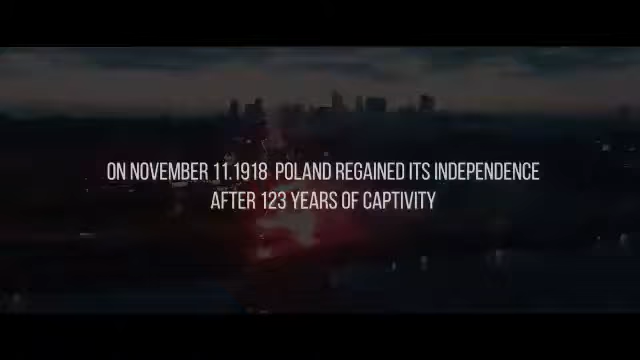 ON NOVEMBER 11.1918 POLAND REGAINED ITS INDEPENDENCE
AFTER 123 YEARS OF CAPTIVITY